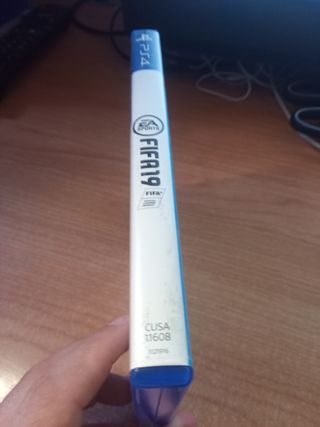 PS4
EA
SPORTS
FIFA 19
FIFA
CUSA
11608